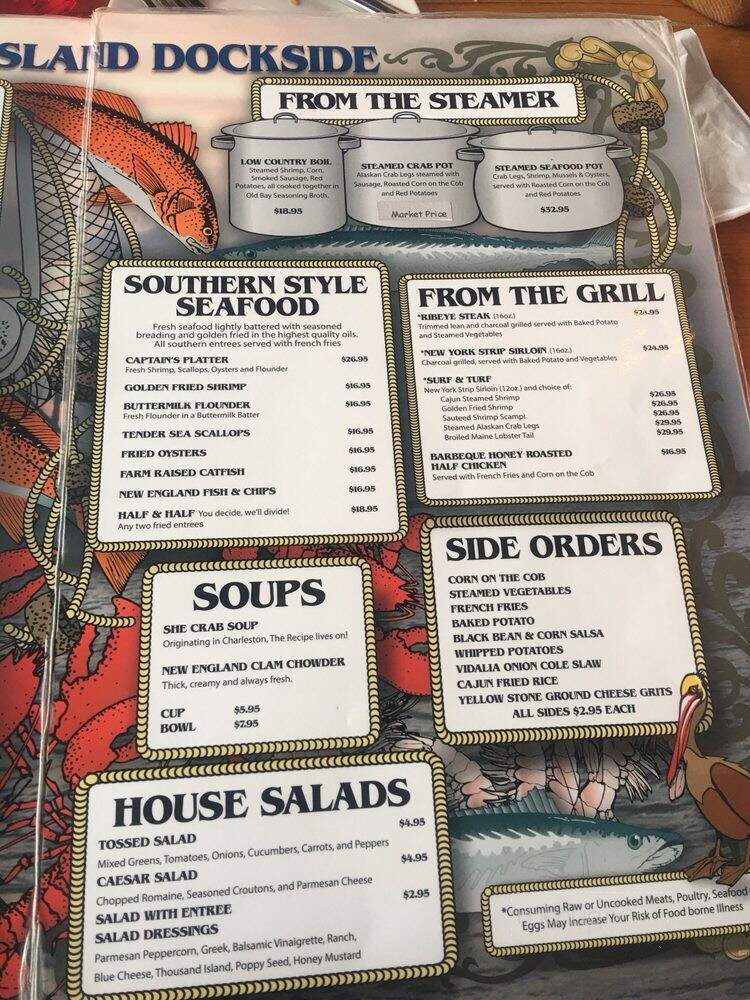 SLAND DOCKSIDE
FROM THE STEAMER
LOW COUNTRY BOIL
Steamed Shrimp, Corn,
Smoked Sausage, Red
Potatoes, all cooked together in
Old Bay Seasoning Broth.
$18.95
STEAMED CRAB POT
Alaskan Crab Legs steamed with
Sausage, Roasted Corn on the Cob
and Red Potatoes
Market Price
STEAMED SEAFOOD POT
Crab Legs, Shrimp, Mussels & Oysters,
served with Roasted Corn on the Cob
and Red Potatoes
$32.95
SOUTHERN STYLE
SEAFOOD
Fresh seafood lightly battered with seasoned
breading and golden fried in the highest quality oils.
All southern entrees served with french fries
CAPTAIN'S PLATTER $26.95
Fresh Shrimp, Scallops, Oysters and Flounder
GOLDEN FRIED SHRIMP $16.95
BUTTERMILK FLOUNDER $16.95
Fresh Flounder in a Buttermilk Batter
TENDER SEA SCALLOPS $16.95
FRIED OYSTERS $16.95
FARM RAISED CATFISH $16.95
NEW ENGLAND FISH & CHIPS $16.95
HALF & HALF You decide, we'll divide! $18.95
Any two fried entrees
FROM THE GRILL
*RIBEYE STEAK (16oz.) $24.95
Trimmed lean and charcoal grilled served with Baked Potato
and Steamed Vegetables
*NEW YORK STRIP SIRLOIN (16oz.) $24.95
Charcoal grilled, served with Baked Potato and Vegetables
*SURF & TURF
New York Strip Sirloin (12oz.) and choice of:
Cajun Steamed Shrimp $26.95
Golden Fried Shrimp $26.95
Sauteed Shrimp Scampi $26.95
Steamed Alaskan Crab Legs $29.95
Broiled Maine Lobster Tail $29.95
BARBEQUE HONEY ROASTED $16.95
HALF CHICKEN
Served with French Fries and Corn on the Cob
SOUPS
SHE CRAB SOUP
Originating in Charleston, The Recipe lives on!
NEW ENGLAND CLAM CHOWDER
Thick, creamy and always fresh.
CUP $5.95
BOWL $7.95
SIDE ORDERS
CORN ON THE COB
STEAMED VEGETABLES
FRENCH FRIES
BAKED POTATO
BLACK BEAN & CORN SALSA
WHIPPED POTATOES
VIDALIA ONION COLE SLAW
CAJUN FRIED RICE
YELLOW STONE GROUND CHEESE GRITS
ALL SIDES $2.95 EACH
HOUSE SALADS
TOSSED SALAD $4.95
Mixed Greens, Tomatoes, Onions, Cucumbers, Carrots, and Peppers
CAESAR SALAD $4.95
Chopped Romaine, Seasoned Croutons, and Parmesan Cheese
SALAD WITH ENTREE $2.95
SALAD DRESSINGS
Parmesan Peppercorn, Greek, Balsamic Vinaigrette, Ranch,
Blue Cheese, Thousand Island, Poppy Seed, Honey Mustard
*Consuming Raw or Uncooked Meats, Poultry, Seafood
Eggs May Increase Your Risk of Food borne Illness